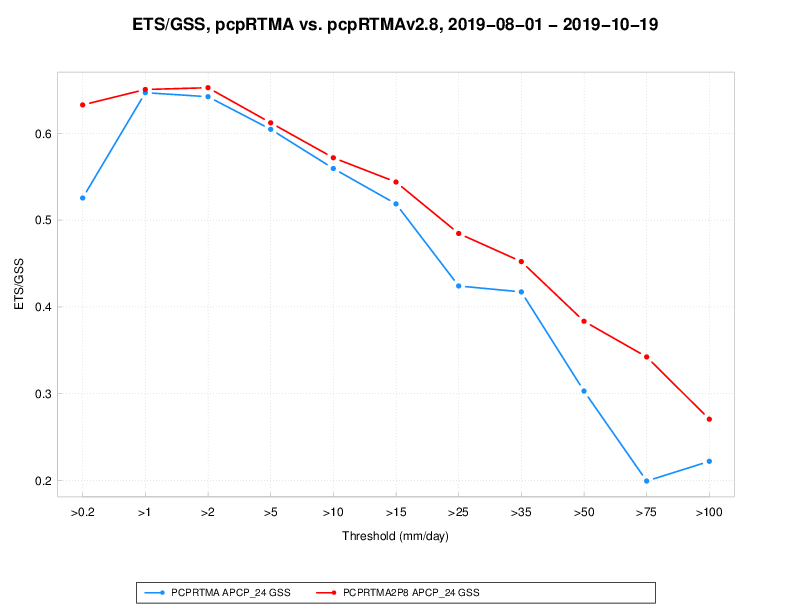 ETS/GSS, pcpRTMA vs. pcpRTMAv2.8, 2019−08−01 − 2019−10−19
ETS/GSS
0.6
0.5
0.4
0.3
0.2
>0.2 >1 >2 >5 >10 >15 >25 >35 >50 >75 >100
Threshold (mm/day)
PCPRTMA APCP_24 GSS PCPRTMA2P8 APCP_24 GSS